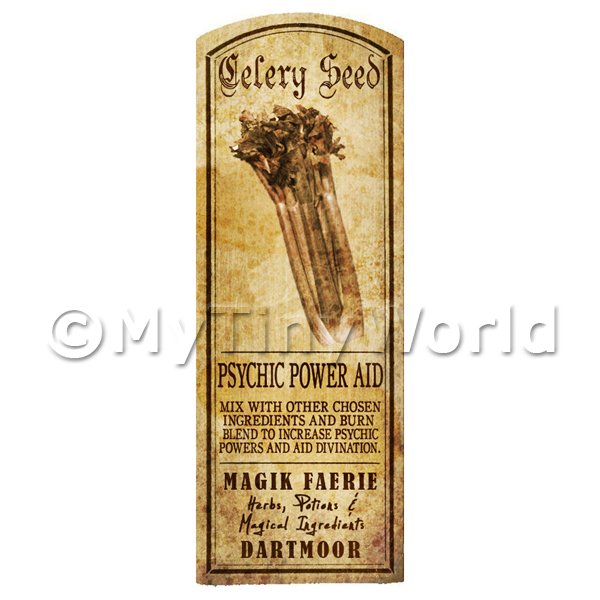 Celery Seed
©MyTinyWorld
PSYCHIC POWER AID
MIX WITH OTHER CHOSEN
INGREDIENTS AND BURN
BLEND TO INCREASE PSYCHIC
POWERS AND AID DIVINATION.
MAGIK FAERIE
Herbs, Potions &
Magical Ingredients
DARTMOOR